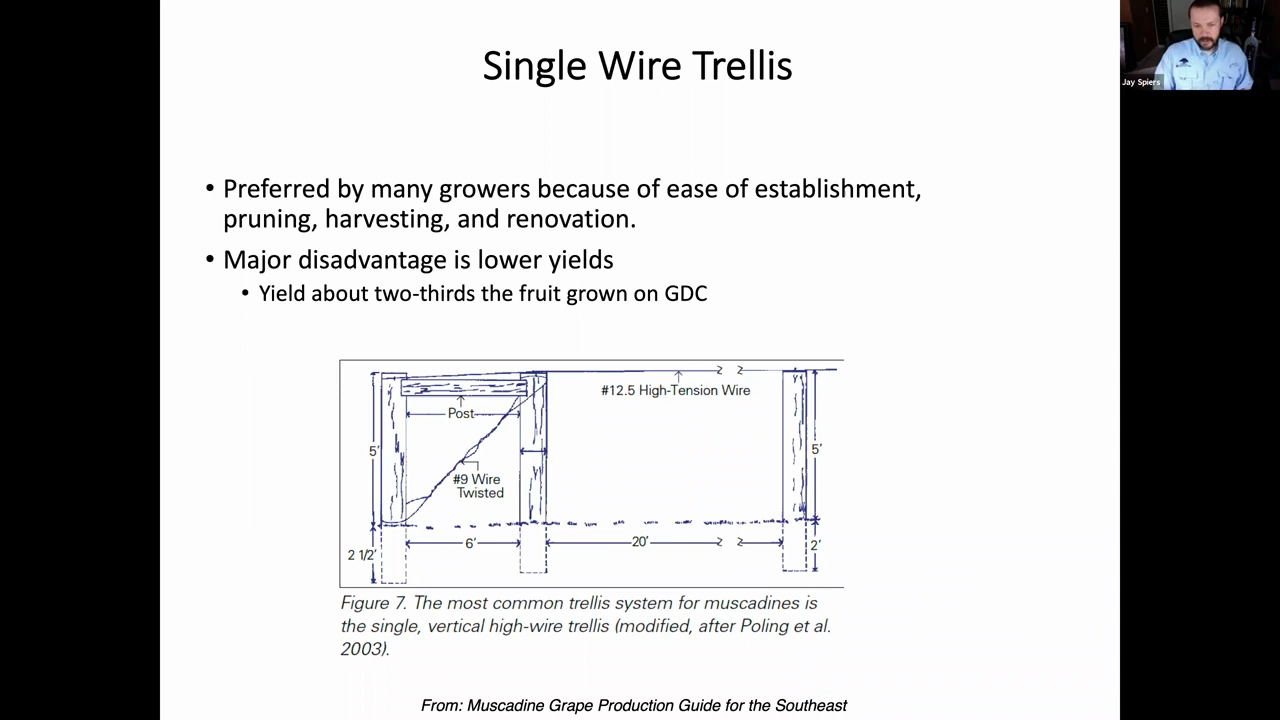 Single Wire Trellis
Jay Spiers
• Preferred by many growers because of ease of establishment,
pruning, harvesting, and renovation.
• Major disadvantage is lower yields
• Yield about two-thirds the fruit grown on GDC
#12.5 High-Tension Wire
Post
5'
5'
#9 Wire
Twisted
6'
20'
2 1/2'
2'
Figure 7. The most common trellis system for muscadines is
the single, vertical high-wire trellis (modified, after Poling et al.
2003).
From: Muscadine Grape Production Guide for the Southeast